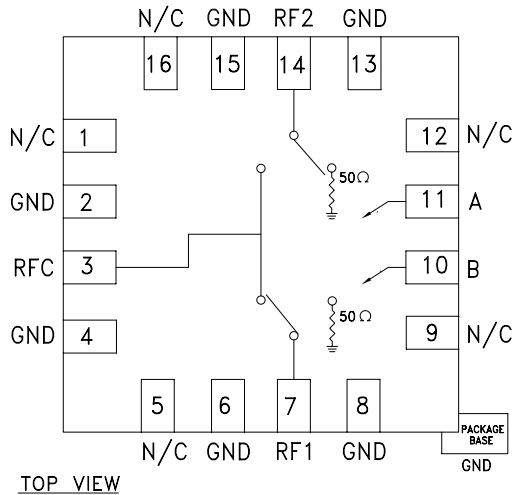 N/C GND RF2 GND
16 15 14 13
N/C 1 12 N/C
50Ω
GND 2 11 A
RFC 3 10 B
50Ω
GND 4 9 N/C
5 6 7 8
N/C GND RF1 GND
PACKAGE
BASE
GND
TOP VIEW